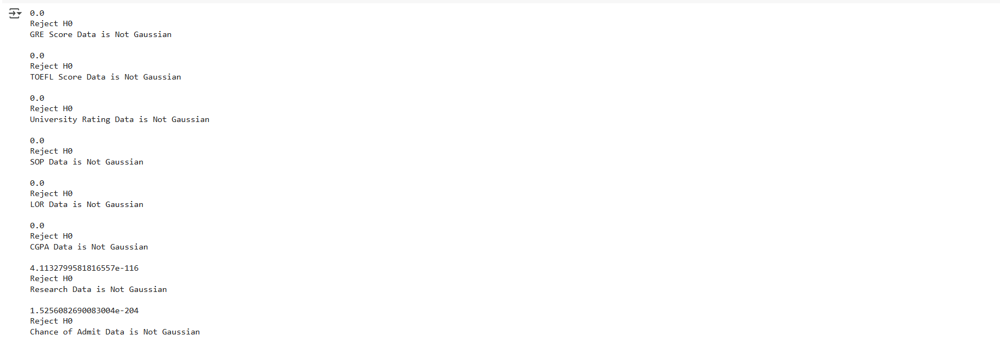 0.0
Reject H0
GRE Score Data is Not Gaussian
0.0
Reject H0
TOEFL Score Data is Not Gaussian
0.0
Reject H0
University Rating Data is Not Gaussian
0.0
Reject H0
SOP Data is Not Gaussian
0.0
Reject H0
LOR Data is Not Gaussian
0.0
Reject H0
CGPA Data is Not Gaussian
4.1132799581816557e-116
Reject H0
Research Data is Not Gaussian
1.5256082690083004e-204
Reject H0
Chance of Admit Data is Not Gaussian